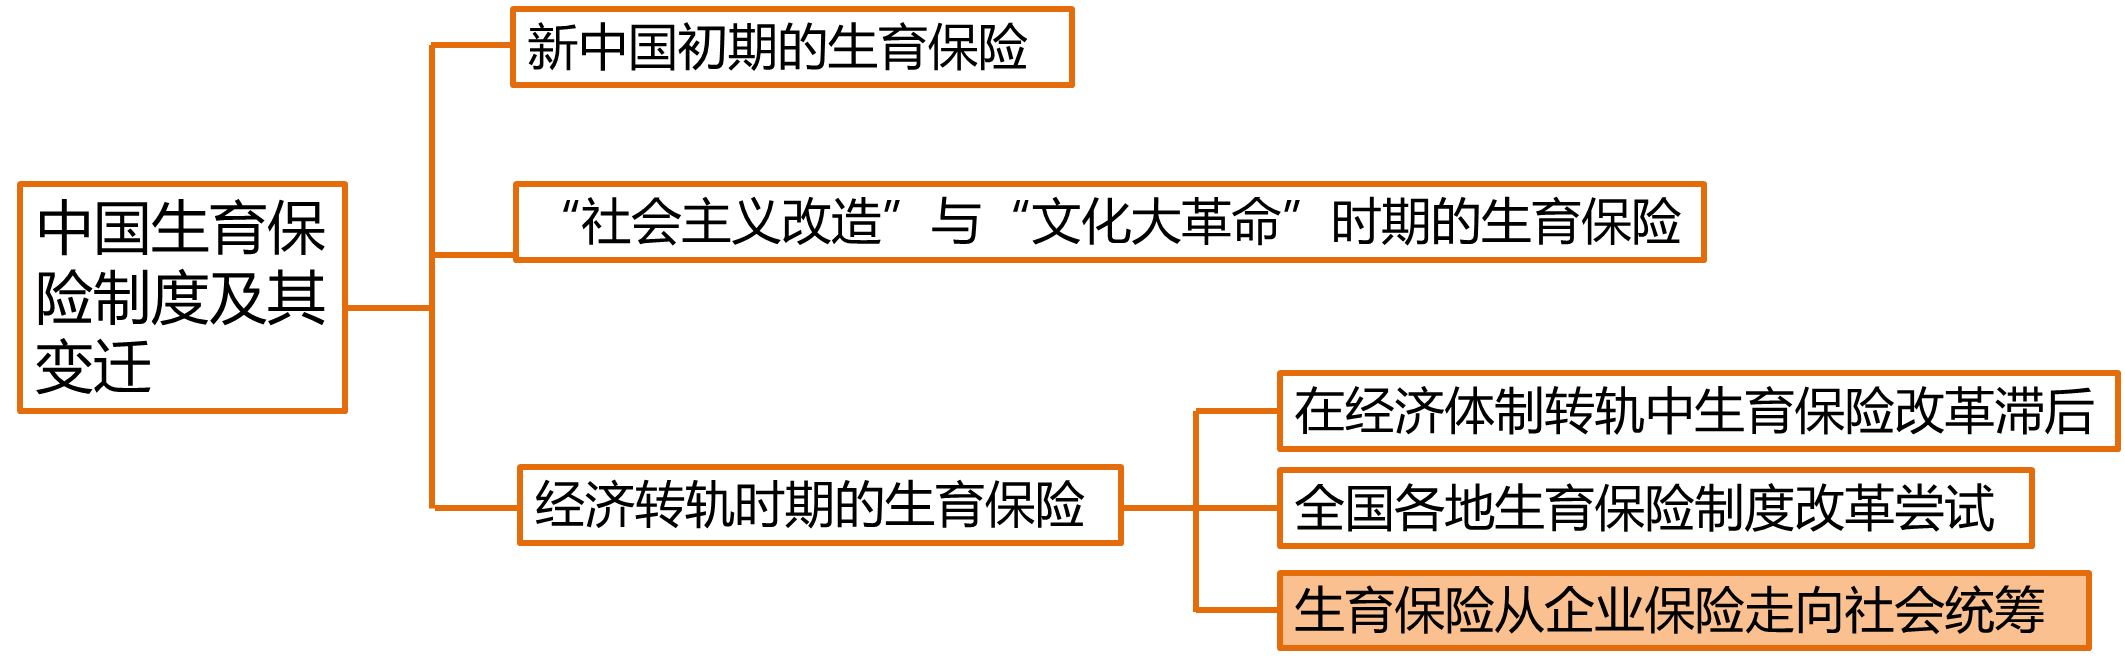 新中国初期的生育保险
“社会主义改造”与“文化大革命”时期的生育保险
中国生育保
险制度及其
变迁
在经济体制转轨中生育保险改革滞后
经济转轨时期的生育保险
全国各地生育保险制度改革尝试
生育保险从企业保险走向社会统筹